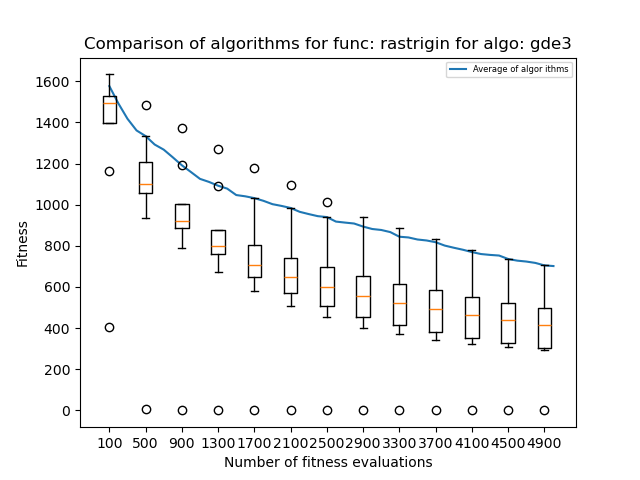 Comparison of algorithms for func: rastrigin for algo: gde3
Average of algor ithms
1600
1400
1200
1000
800
600
400
200
0
Fitness
100 500 900 1300 1700 2100 2500 2900 3300 3700 4100 4500 4900
Number of fitness evaluations